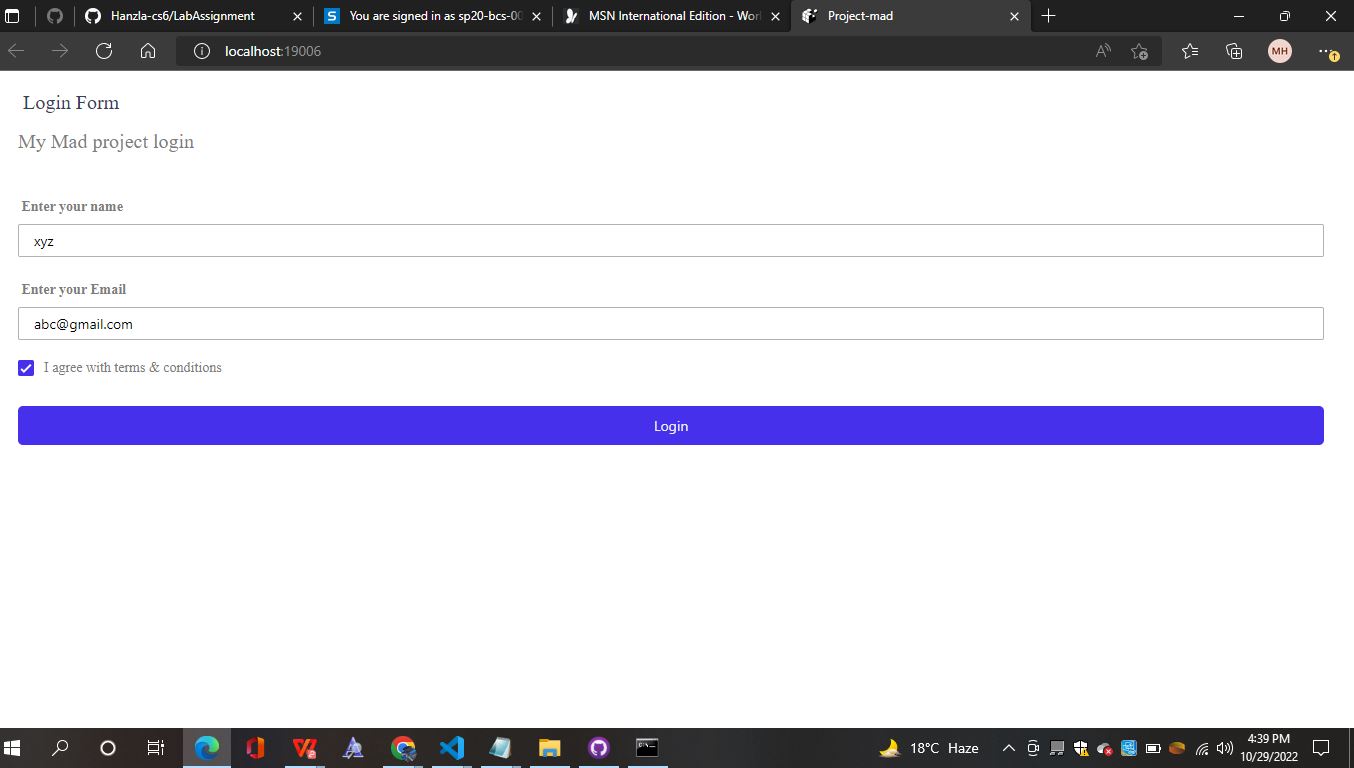 Hanzla-cs6/LabAssignment
S
You are signed in as sp20-bcs-00
MSN International Edition - Worl
Project-mad
localhost:19006
MH
Login Form
My Mad project login
Enter your name
xyz
Enter your Email
abc@gmail.com
I agree with terms & conditions
Login
18°C Haze
4:39 PM
10/29/2022